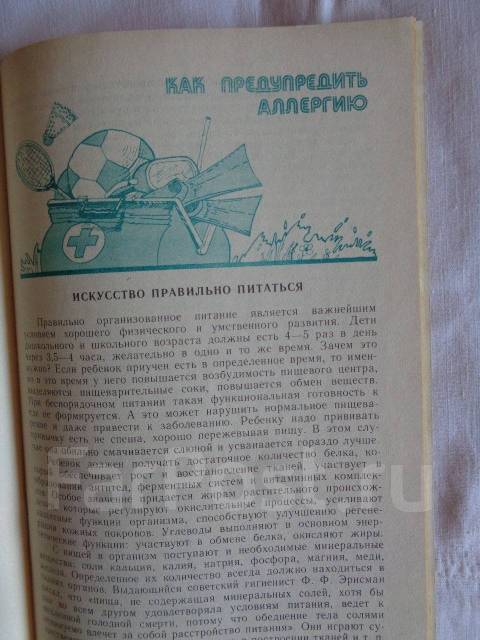 КАК ПРЕДУПРЕДИТЬ
АЛЛЕРГИЮ
ИСКУССТВО ПРАВИЛЬНО ПИТАТЬСЯ
Правильно организованное питание является важнейшим
условием хорошего физического и умственного развития. Дети
дошкольного и школьного возраста должны есть 4—5 раз в день
через 3,5—4 часа, желательно в одно и то же время. Зачем это
нужно? Если ребенок приучен есть в определенное время, то имен-
но в это время у него повышается возбудимость пищевого центра,
выделяются пищеварительные соки, повышается обмен веществ.
При беспорядочном питании такая функциональная готовность к
еде не формируется. А это может нарушить нормальное пищева-
рение и даже привести к заболеванию. Ребенку надо прививать
привычку есть не спеша, хорошо пережевывая пищу. В этом слу-
чае она обильно смачивается слюной и усваивается гораздо лучше.
Ребенок должен получать достаточное количество белка, ко-
торый обеспечивает рост и восстановление тканей, участвует в
образовании антител, ферментных систем и витаминных комплек-
сов. Особое значение придается жирам растительного происхож-
дения, которые регулируют окислительные процессы, усиливают
функции организма, способствуют улучшению регене-
рации кожных покровов. Углеводы выполняют в основном энер-
гетические функции: участвуют в обмене белка, окисляют жиры.
С пищей в организм поступают и необходимые минеральные
вещества: соли кальция, калия, натрия, фосфора, магния, меди,
Определенное их количество всегда должно находиться в
органов. Выдающийся советский гигиенист Ф. Ф. Эрисман
что «пища, не содержащая минеральных солей, хотя бы
во всем другом удовлетворяла условиям питания, ведет к
голодной смерти, потому что обеднение тела солями
влечет за собой расстройство питания». Они играют су-
farpost.ru